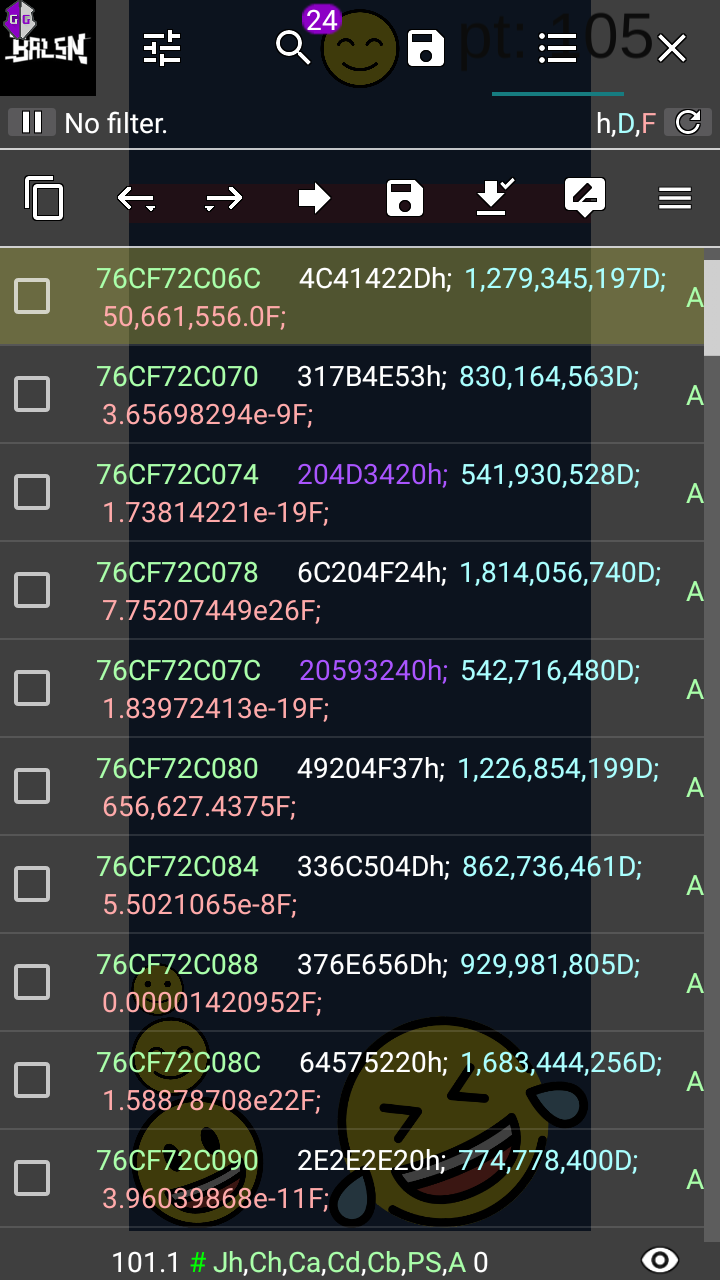 24
GG
BALSN
pt: 105
No filter.
h,D,F
76CF72C06C 4C41422Dh; 1,279,345,197D; A
50,661,556.0F;
76CF72C070 317B4E53h; 830,164,563D; A
3.65698294e-9F;
76CF72C074 204D3420h; 541,930,528D; A
1.73814221e-19F;
76CF72C078 6C204F24h; 1,814,056,740D; A
7.75207449e26F;
76CF72C07C 20593240h; 542,716,480D; A
1.83972413e-19F;
76CF72C080 49204F37h; 1,226,854,199D; A
656,627.4375F;
76CF72C084 336C504Dh; 862,736,461D; A
5.5021065e-8F;
76CF72C088 376E656Dh; 929,981,805D; A
0.00001420952F;
76CF72C08C 64575220h; 1,683,444,256D; A
1.58878708e22F;
76CF72C090 2E2E2E20h; 774,778,400D; A
3.96039868e-11F;
101.1 # Jh,Ch,Ca,Cd,Cb,PS,A 0